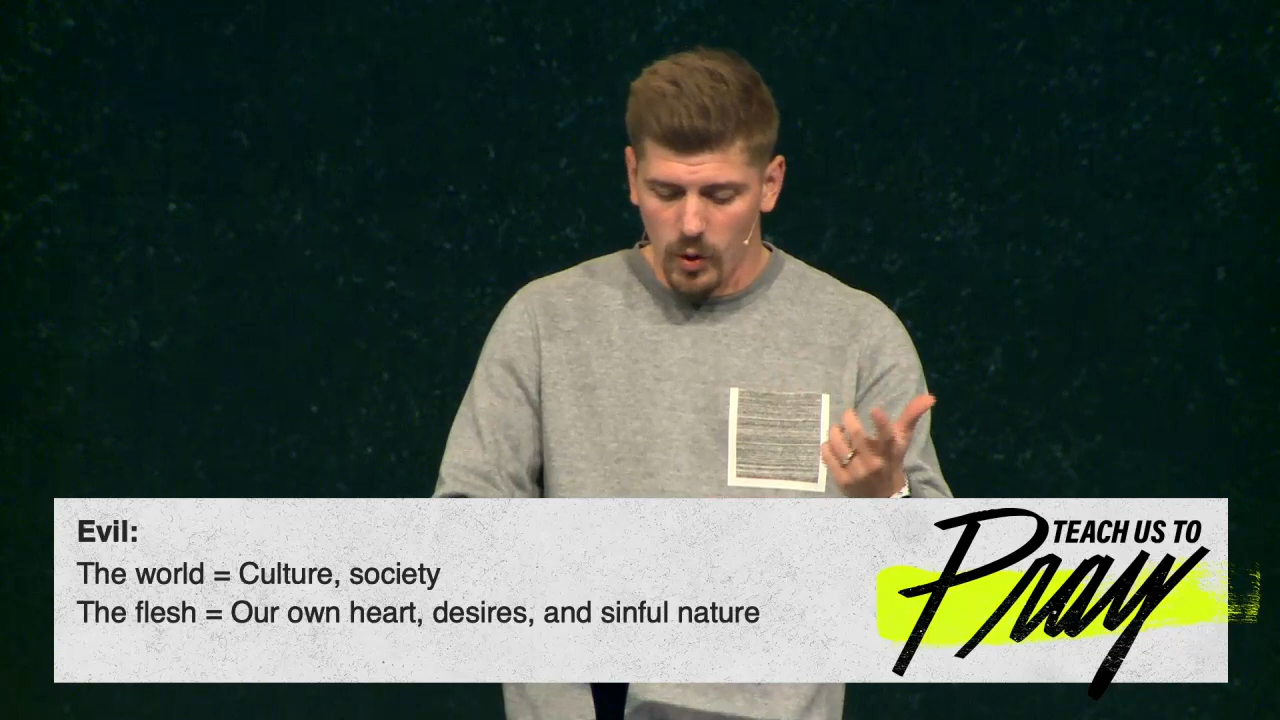 Evil:
The world = Culture, society
The flesh = Our own heart, desires, and sinful nature
TEACH US TO
Pray